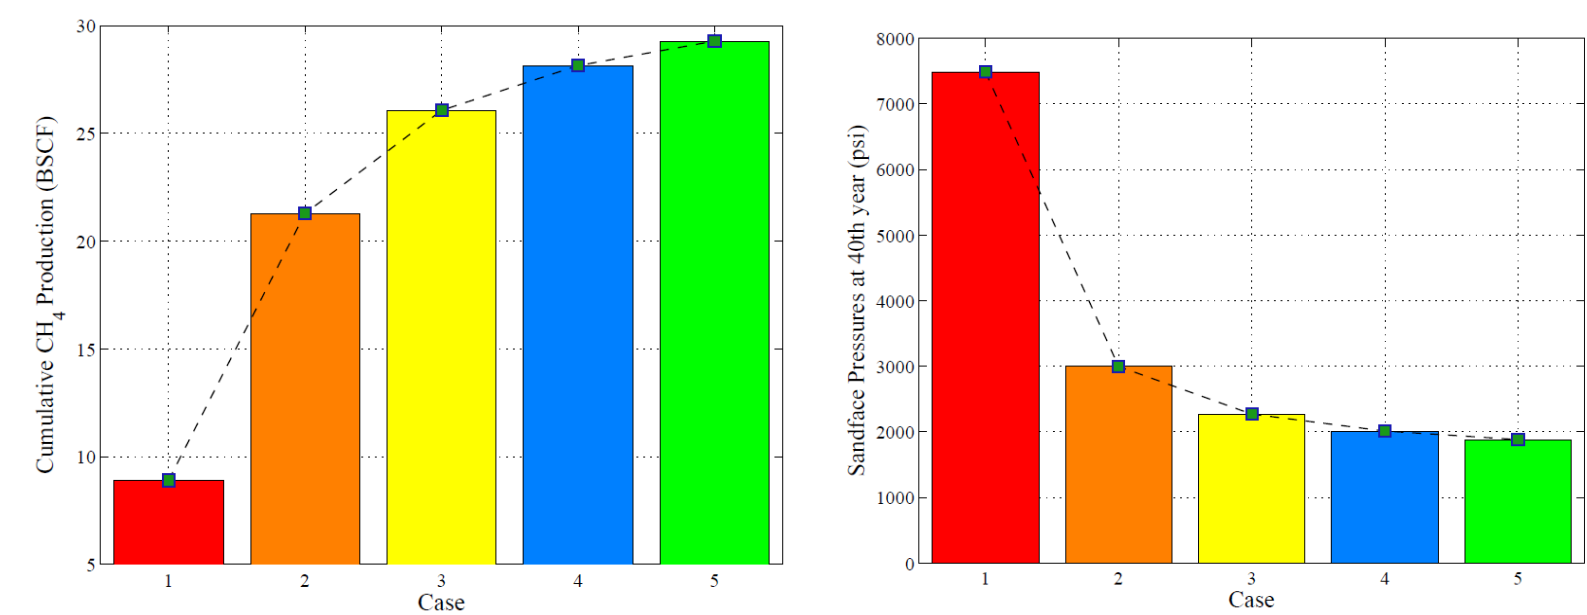 Cumulative CH4 Production (BSCF)
30
25
20
15
10
5
1 2 3 4 5
Case
Sandface Pressures at 40th year (psi)
8000
7000
6000
5000
4000
3000
2000
1000
0
1 2 3 4 5
Case